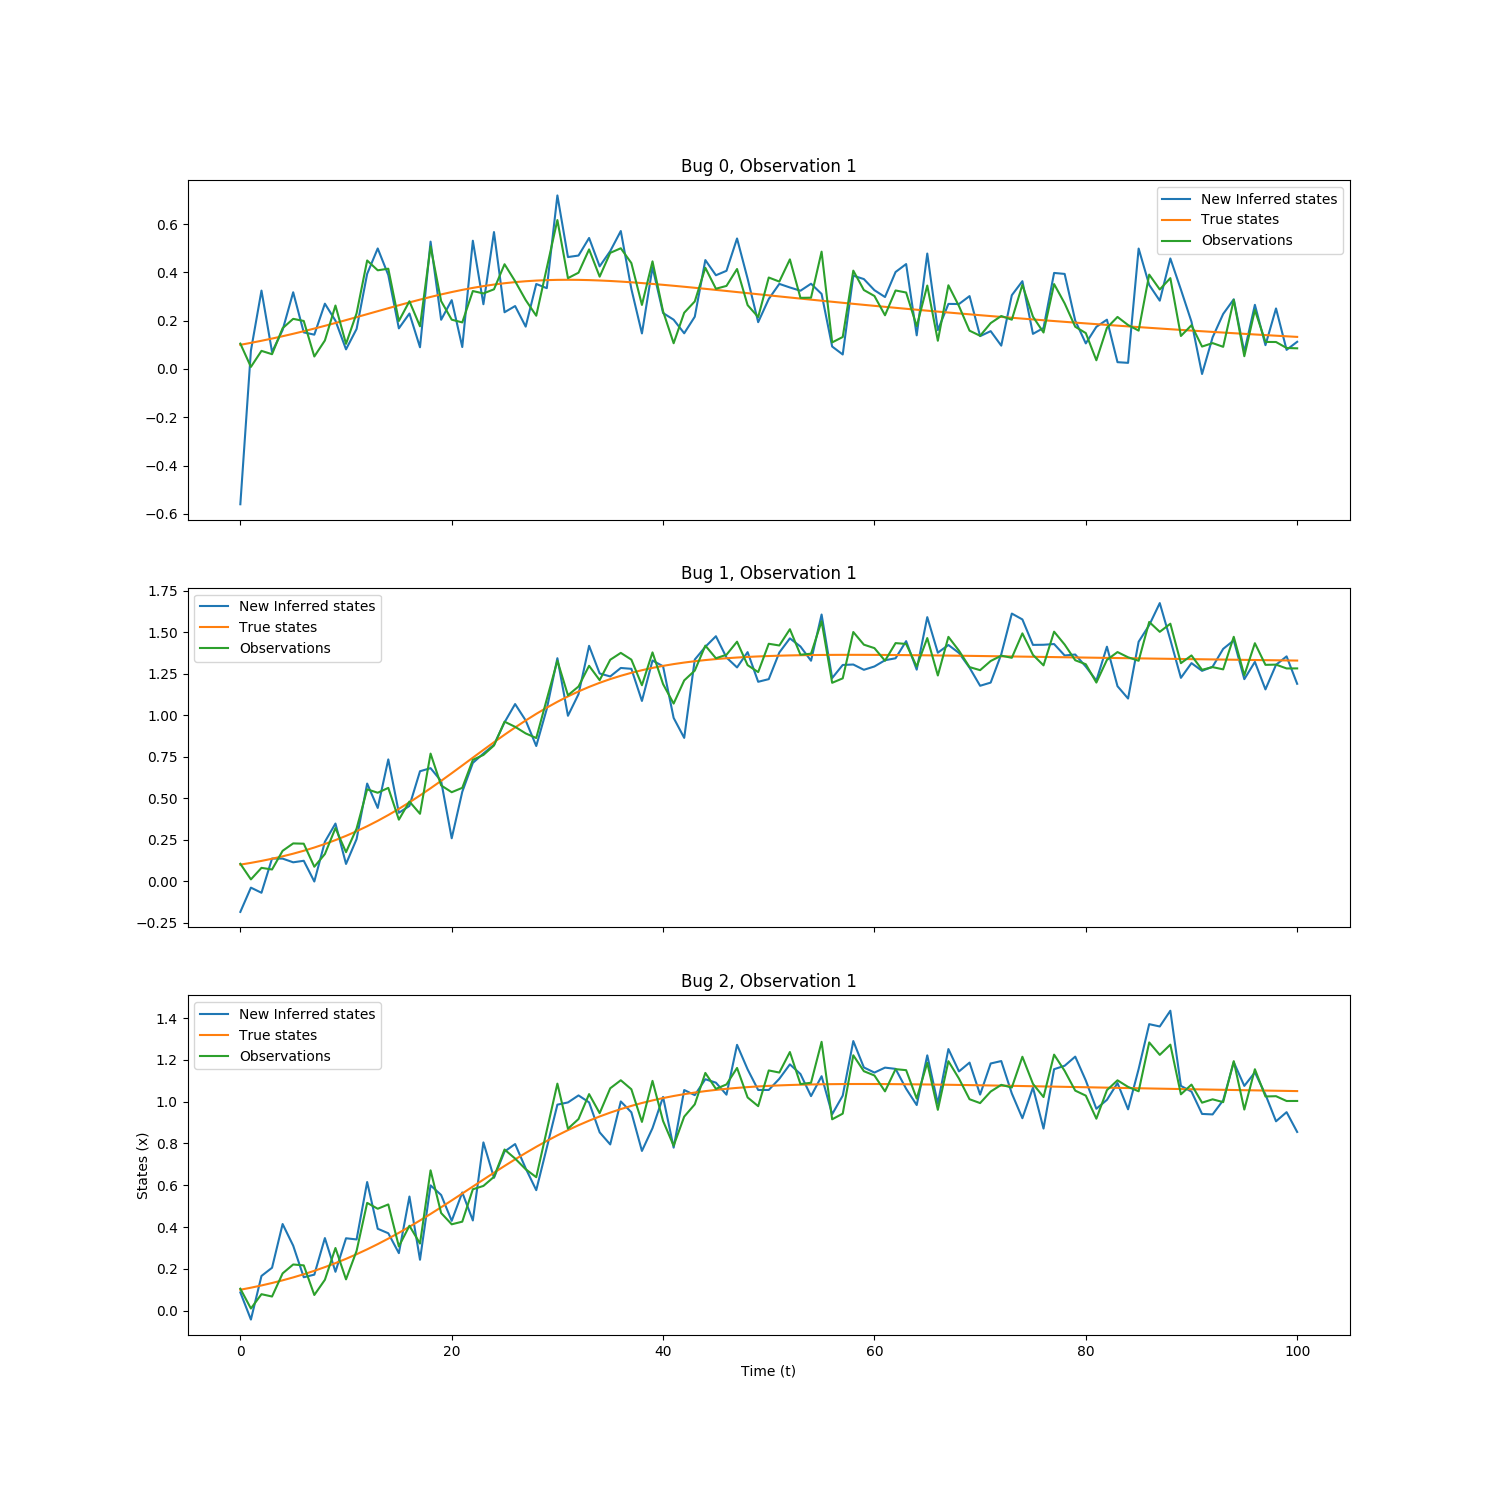 Bug 0, Observation 1
New Inferred states
True states
Observations
0.6
0.4
0.2
0.0
−0.2
−0.4
−0.6
Bug 1, Observation 1
New Inferred states
True states
Observations
1.75
1.50
1.25
1.00
0.75
0.50
0.25
0.00
−0.25
Bug 2, Observation 1
New Inferred states
True states
Observations
1.4
1.2
1.0
0.8
0.6
0.4
0.2
0.0
States (x)
0 20 40 60 80 100
Time (t)